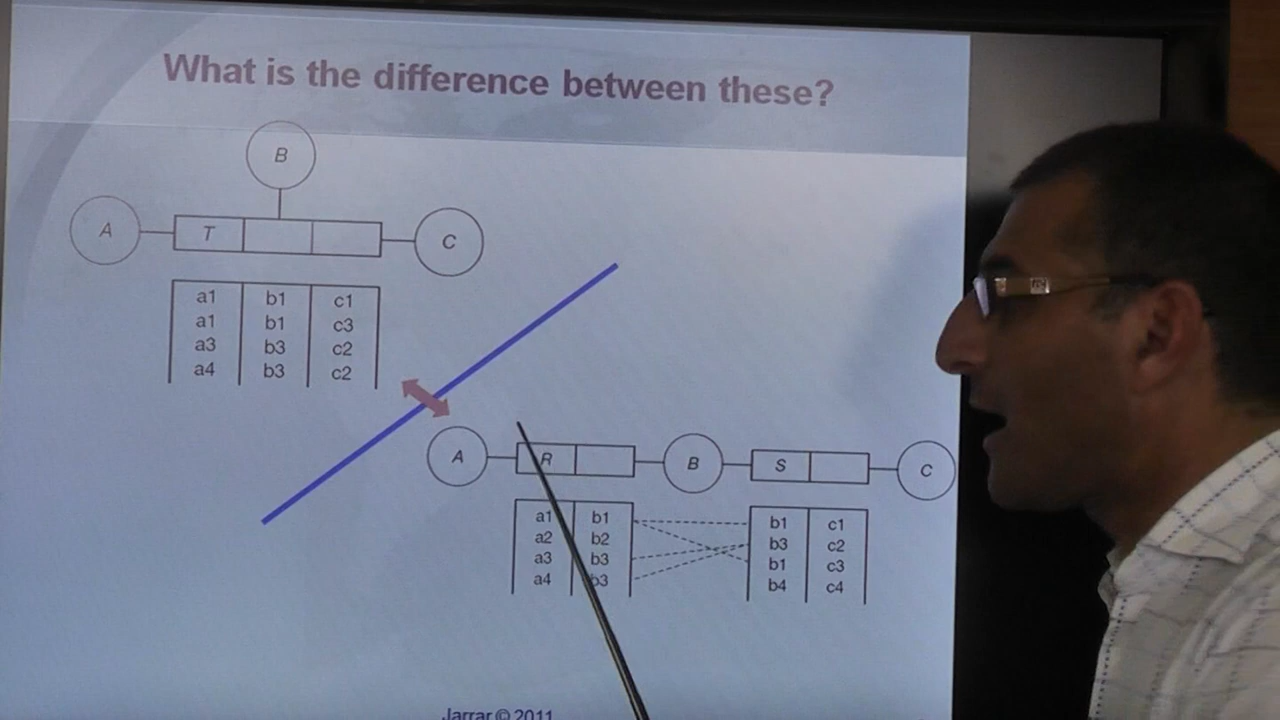 What is the difference between these?
B
A
T
C
a1 b1 c1
a1 b1 c3
a3 b3 c2
a4 b3 c2
A
R
B
S
C
a1 b1
a2 b2
a3 b3
a4 b3
b1 c1
b3 c2
b1 c3
b4 c4
Jarrar © 2011